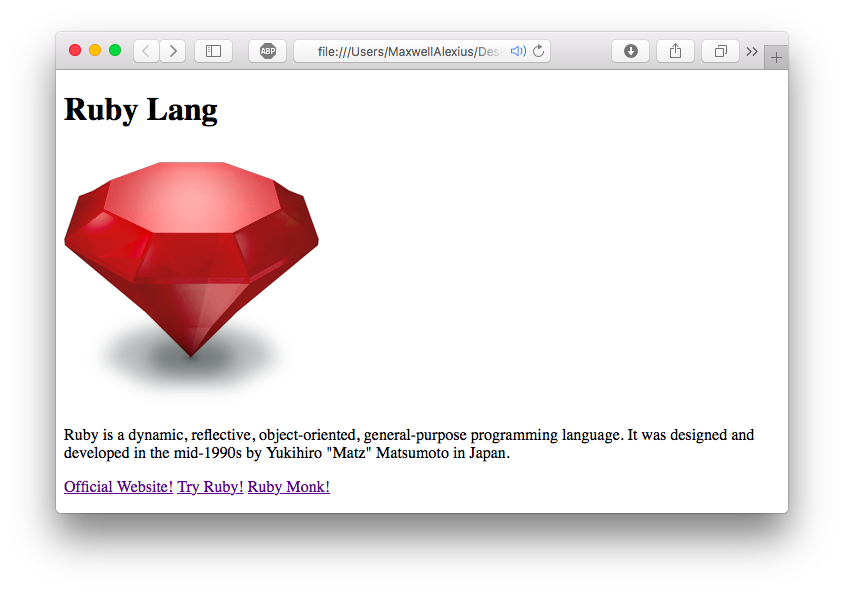 ABP
file:///Users/MaxwellAlexius/Des
Ruby Lang
Ruby is a dynamic, reflective, object-oriented, general-purpose programming language. It was designed and
developed in the mid-1990s by Yukihiro "Matz" Matsumoto in Japan.
Official Website! Try Ruby! Ruby Monk!